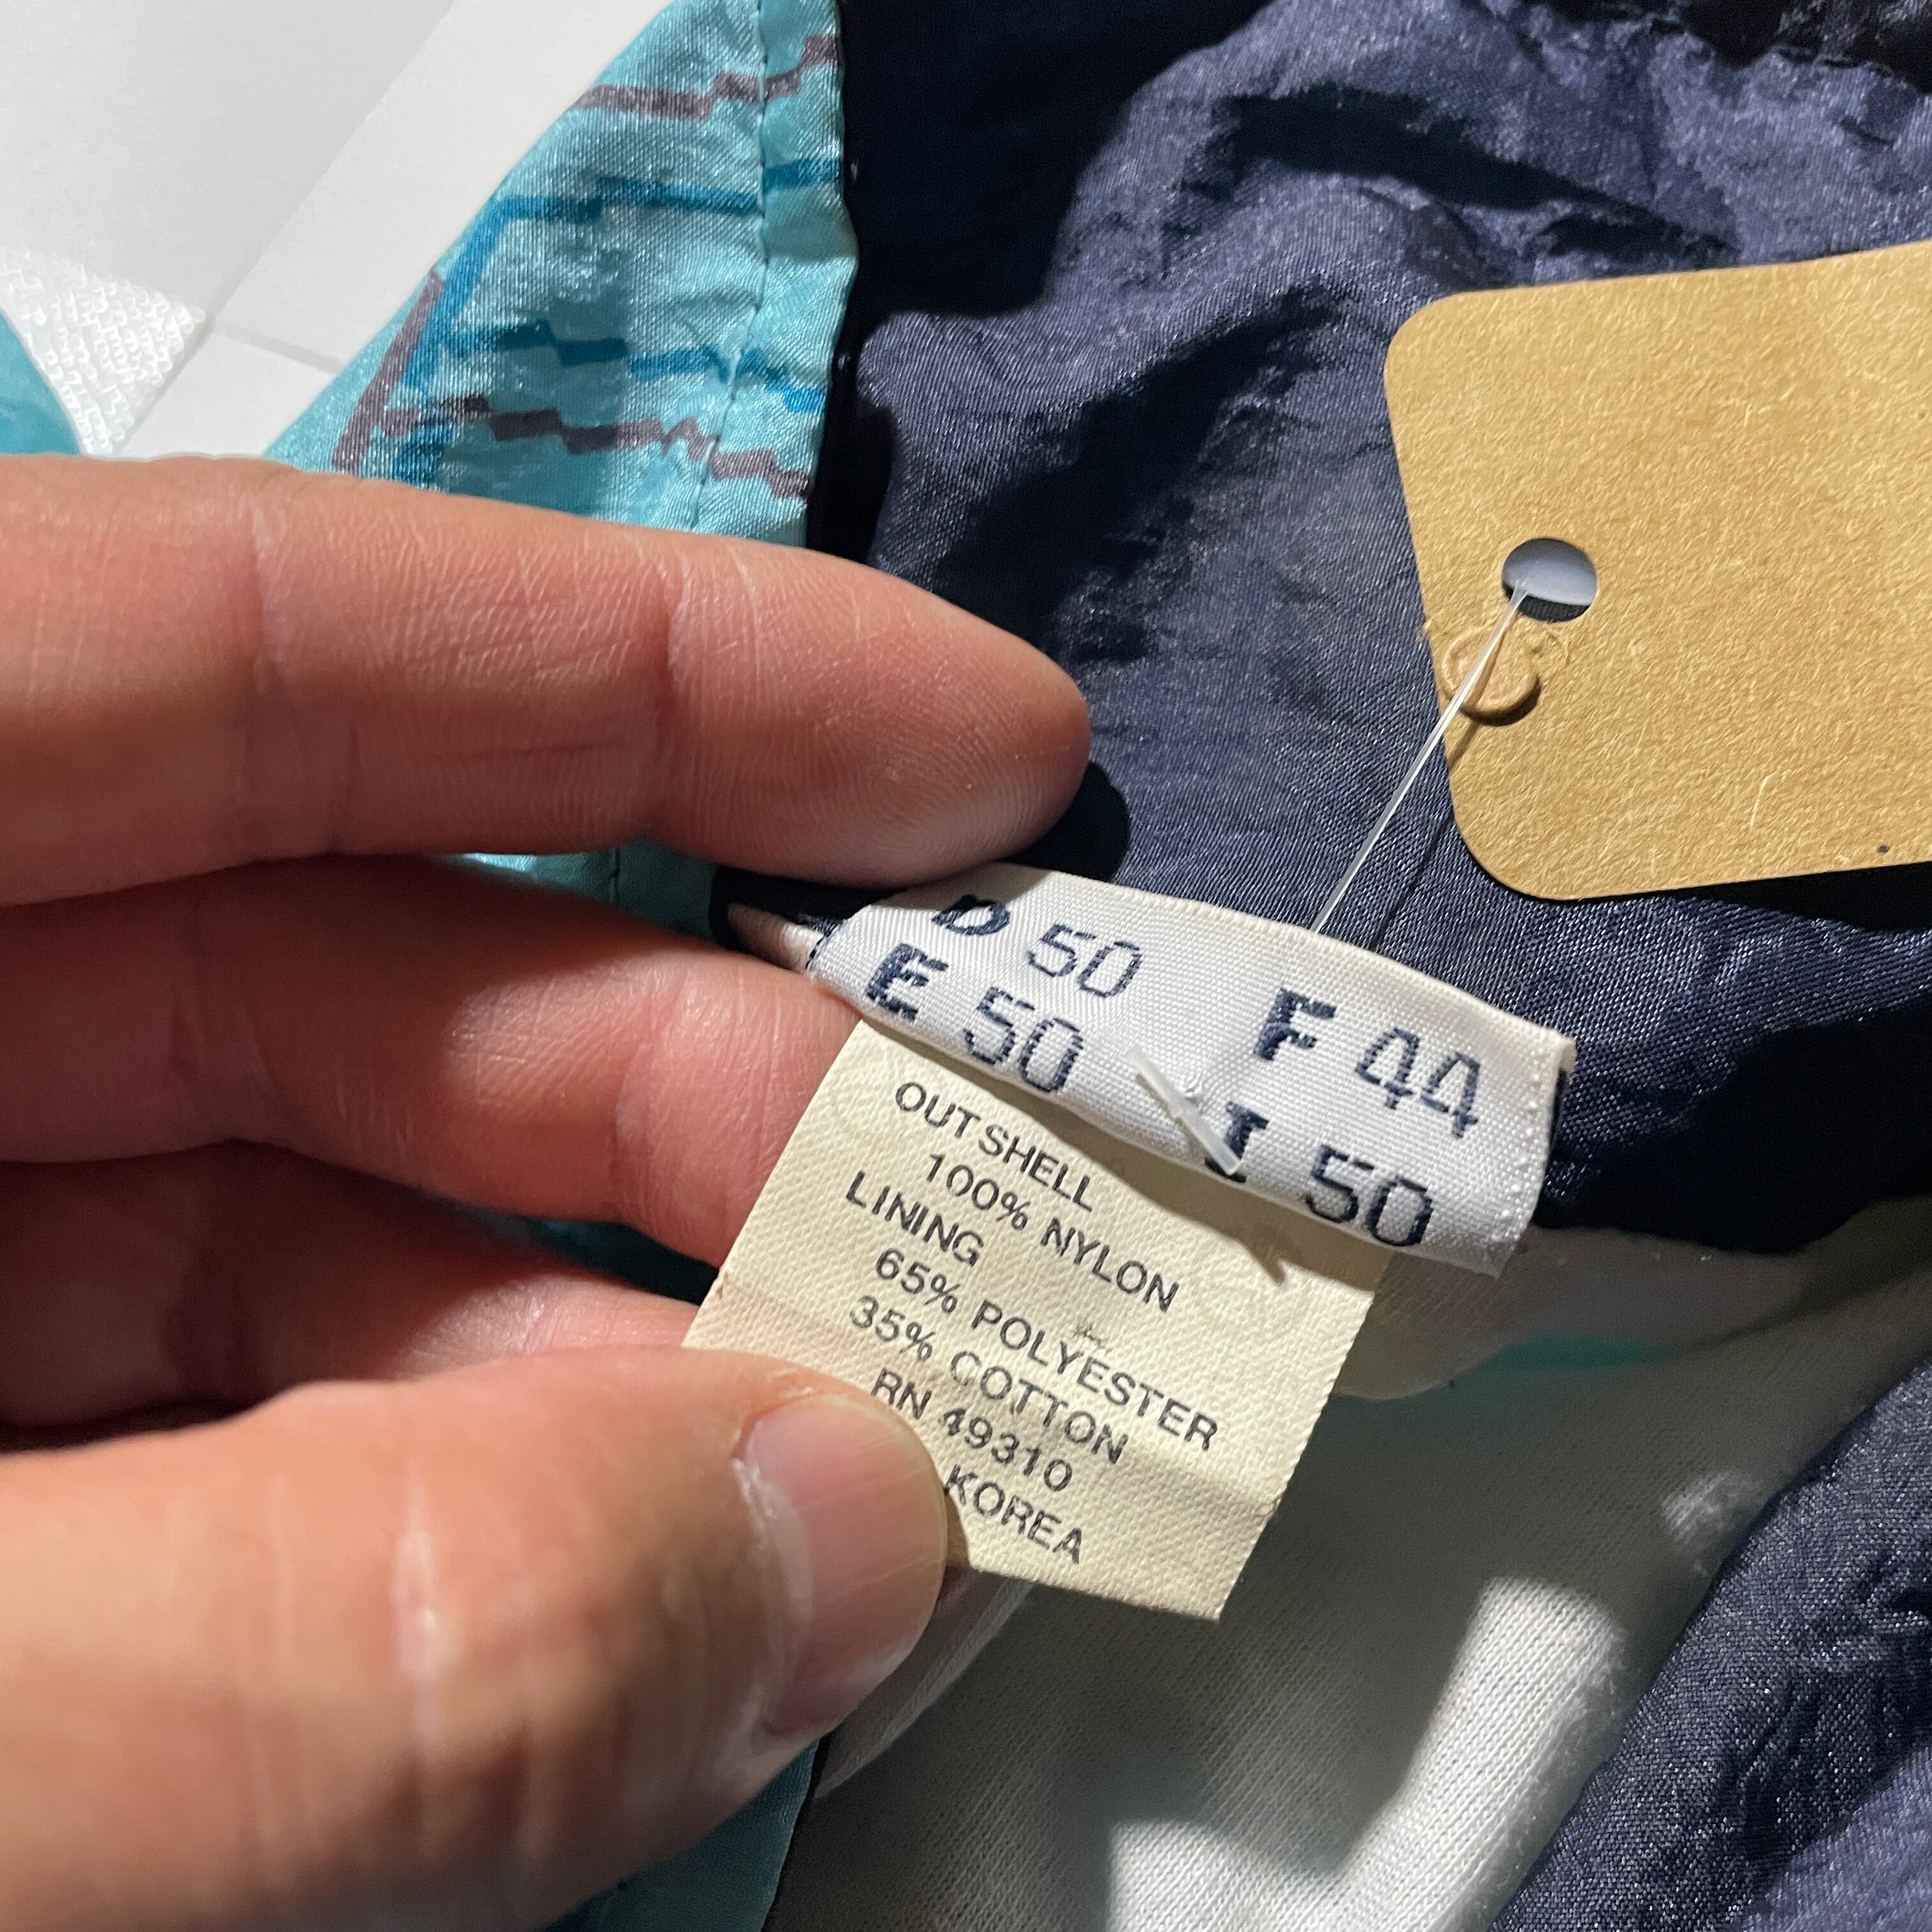 D 50 F 44
E 50 I 50
OUT SHELL
100% NYLON
LINING
65% POLYESTER
35% COTTON
RN 49310
KOREA